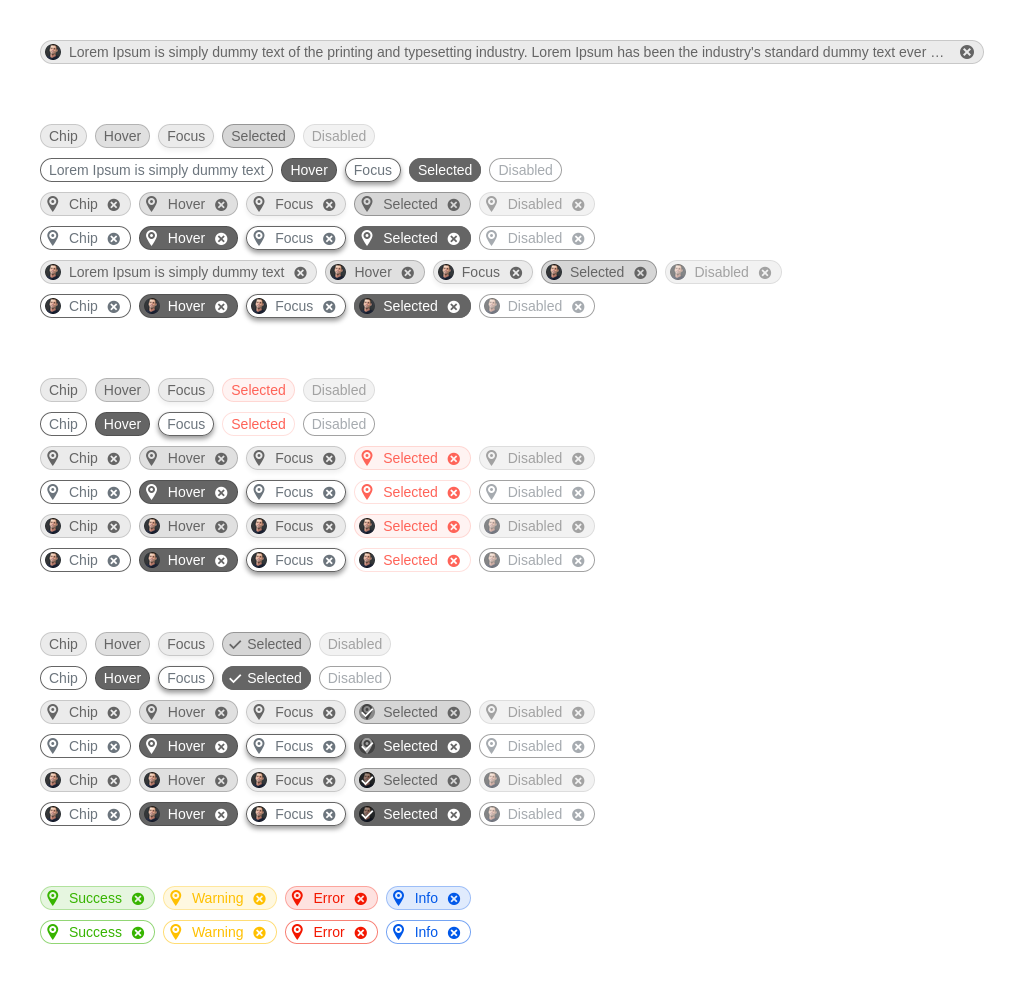 Lorem Ipsum is simply dummy text of the printing and typesetting industry. Lorem Ipsum has been the industry's standard dummy text ever …
Chip Hover Focus Selected Disabled
Lorem Ipsum is simply dummy text Hover Focus Selected Disabled
Chip Hover Focus Selected Disabled
Chip Hover Focus Selected Disabled
Lorem Ipsum is simply dummy text Hover Focus Selected Disabled
Chip Hover Focus Selected Disabled
Chip Hover Focus Selected Disabled
Chip Hover Focus Selected Disabled
Chip Hover Focus Selected Disabled
Chip Hover Focus Selected Disabled
Chip Hover Focus Selected Disabled
Chip Hover Focus Selected Disabled
Chip Hover Focus Selected Disabled
Chip Hover Focus Selected Disabled
Chip Hover Focus Selected Disabled
Chip Hover Focus Selected Disabled
Chip Hover Focus Selected Disabled
Chip Hover Focus Selected Disabled
Success Warning Error Info
Success Warning Error Info